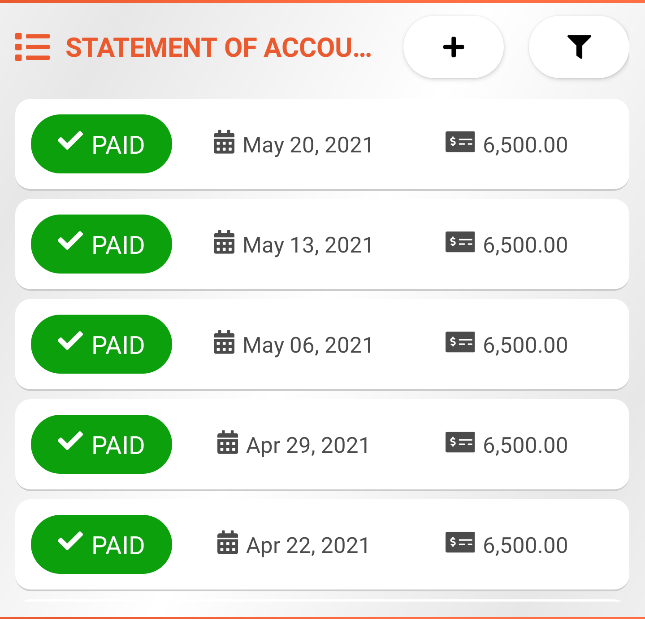 STATEMENT OF ACCOU...
PAID May 20, 2021 6,500.00
PAID May 13, 2021 6,500.00
PAID May 06, 2021 6,500.00
PAID Apr 29, 2021 6,500.00
PAID Apr 22, 2021 6,500.00